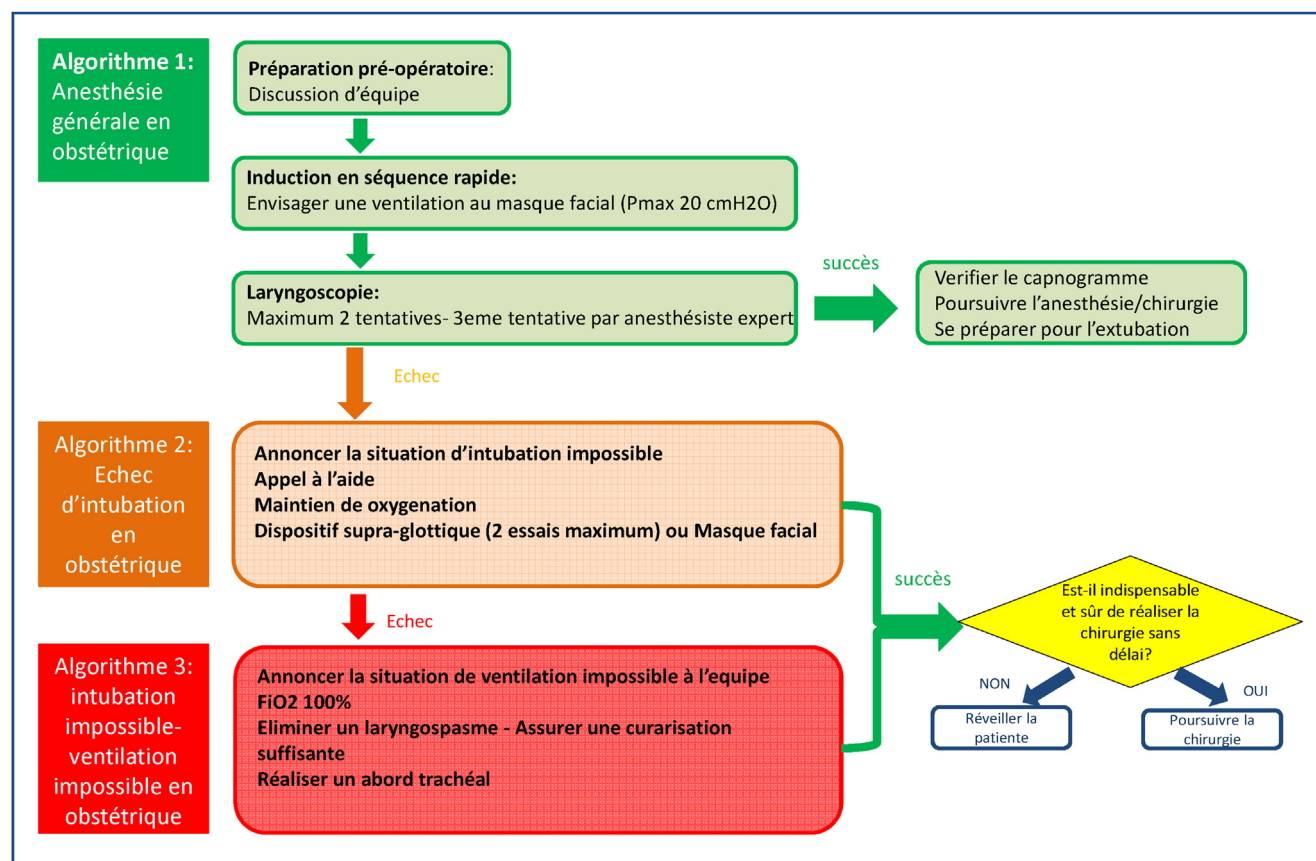 Algorithme 1:
Anesthésie
générale en
obstétrique
Préparation pré-opératoire:
Discussion d'équipe
Induction en séquence rapide:
Envisager une ventilation au masque facial (Pmax 20 cmH2O)
Laryngoscopie:
Maximum 2 tentatives- 3eme tentative par anesthésiste expert
succès
Verifier le capnogramme
Poursuivre l'anesthésie/chirurgie
Se préparer pour l'extubation
Echec
Algorithme 2:
Echec
d'intubation
en
obstétrique
Annoncer la situation d'intubation impossible
Appel à l'aide
Maintien de oxygenation
Dispositif supra-glottique (2 essais maximum) ou Masque facial
succès
Est-il indispensable
et sûr de réaliser la
chirurgie sans
délai?
NON
OUI
Réveiller la
patiente
Poursuivre la
chirurgie
Echec
Algorithme 3:
intubation
impossible-
ventilation
impossible en
obstétrique
Annoncer la situation de ventilation impossible à l'equipe
FiO2 100%
Eliminer un laryngospasme - Assurer une curarisation
suffisante
Réaliser un abord trachéal